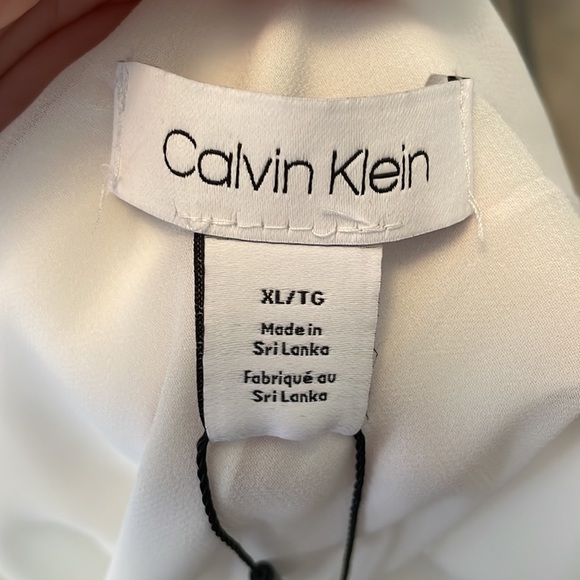 Calvin Klein
XL/TG
Made in
Sri Lanka
Fabriqué au
Sri Lanka